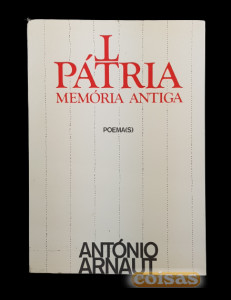 PÁTRIA
MEMÓRIA ANTIGA
POEMA(S)
ANTÓNIO
ARNAUT
coisas